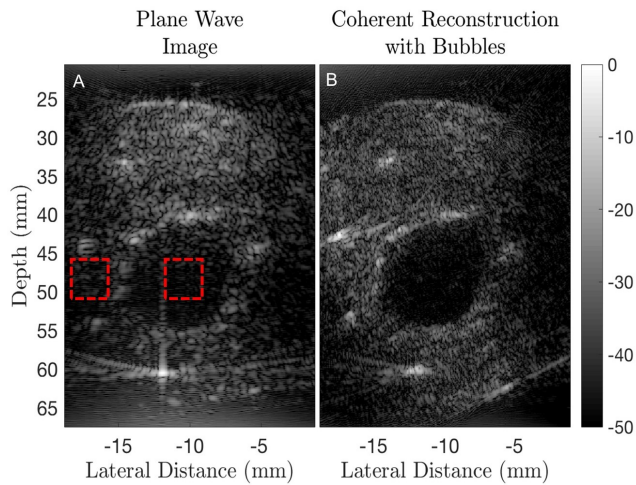 Plane Wave
Image
Coherent Reconstruction
with Bubbles
A
B
25
30
35
40
45
50
55
60
65
Depth (mm)
-15
-10
-5
Lateral Distance (mm)
-15
-10
-5
Lateral Distance (mm)
0
-10
-20
-30
-40
-50